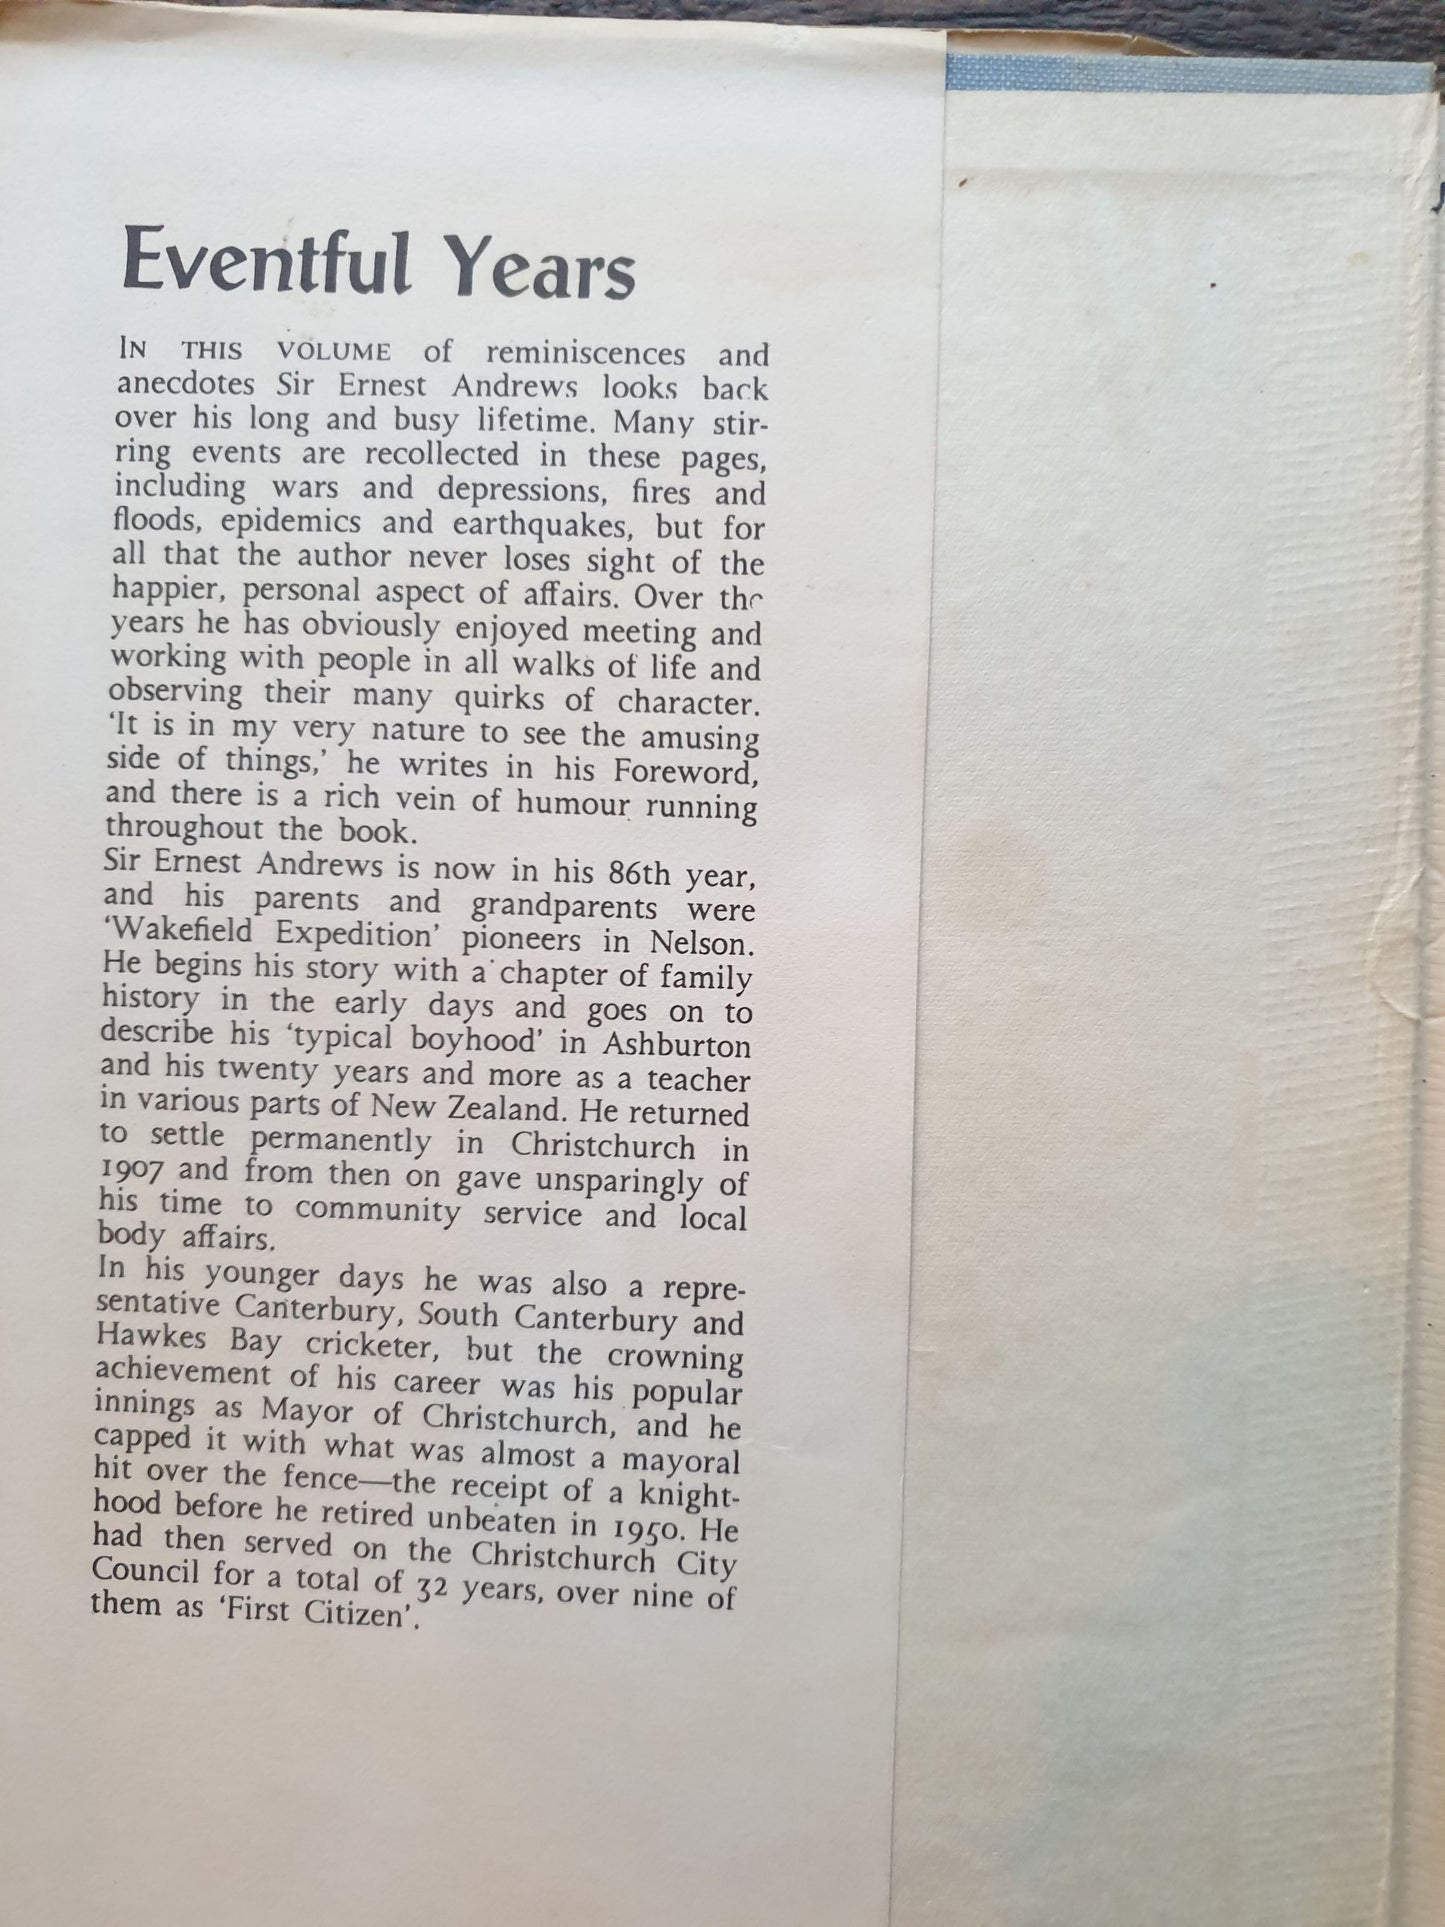 Eventful Years
IN THIS VOLUME of reminiscences and
anecdotes Sir Ernest Andrews looks back
over his long and busy lifetime. Many stir-
ring events are recollected in these pages,
including wars and depressions, fires and
floods, epidemics and earthquakes, but for
all that the author never loses sight of the
happier, personal aspect of affairs. Over the
years he has obviously enjoyed meeting and
working with people in all walks of life and
observing their many quirks of character.
‘It is in my very nature to see the amusing
side of things,’ he writes in his Foreword,
and there is a rich vein of humour running
throughout the book.
Sir Ernest Andrews is now in his 86th year,
and his parents and grandparents were
‘Wakefield Expedition’ pioneers in Nelson.
He begins his story with a chapter of family
history in the early days and goes on to
describe his ‘typical boyhood’ in Ashburton
and his twenty years and more as a teacher
in various parts of New Zealand. He returned
to settle permanently in Christchurch in
1907 and from then on gave unsparingly of
his time to community service and local
body affairs.
In his younger days he was also a repre-
sentative Canterbury, South Canterbury and
Hawkes Bay cricketer, but the crowning
achievement of his career was his popular
innings as Mayor of Christchurch, and he
capped it with what was almost a mayoral
hit over the fence—the receipt of a knight-
hood before he retired unbeaten in 1950. He
had then served on the Christchurch City
Council for a total of 32 years, over nine of
them as ‘First Citizen’.